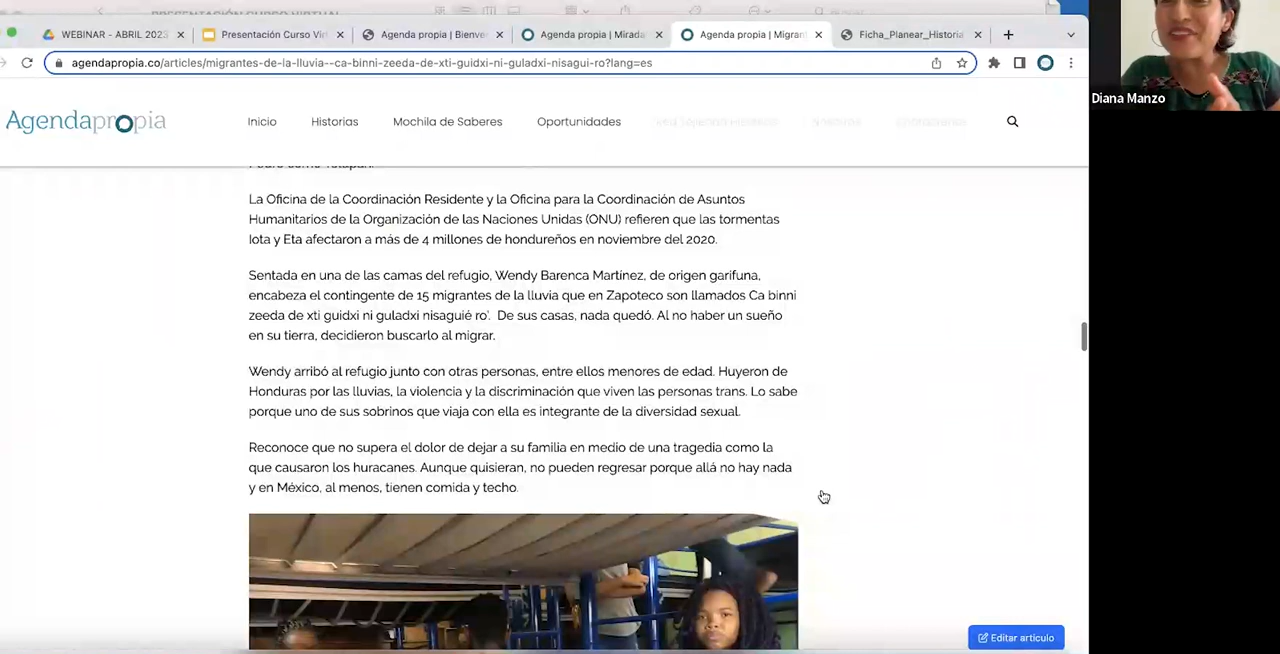 WEBINAR - ABRIL 2023
Presentación Curso Virt
Agenda propia | Bienve
Agenda propia | Mirada
Agenda propia | Migran
Ficha_Planear_Historia
agendapropia.co/articles/migrantes-de-la-lluvia--ca-binni-zeeda-de-xti-guidxi-ni-guladxi-nisagui-ro?lang=es
Diana Manzo
Agendapropia
Inicio
Historias
Mochila de Saberes
Oportunidades
La Oficina de la Coordinación Residente y la Oficina para la Coordinación de Asuntos
Humanitarios de la Organización de las Naciones Unidas (ONU) refieren que las tormentas
Iota y Eta afectaron a más de 4 millones de hondureños en noviembre del 2020.
Sentada en una de las camas del refugio, Wendy Barenca Martínez, de origen garífuna,
encabeza el contingente de 15 migrantes de la lluvia que en Zapoteco son llamados Ca binni
zeeda de xti guidxi ni guladxi nisaguié ro'. De sus casas, nada quedó. Al no haber un sueño
en su tierra, decidieron buscarlo al migrar.
Wendy arribó al refugio junto con otras personas, entre ellos menores de edad. Huyeron de
Honduras por las lluvias, la violencia y la discriminación que viven las personas trans. Lo sabe
porque uno de sus sobrinos que viaja con ella es integrante de la diversidad sexual.
Reconoce que no supera el dolor de dejar a su familia en medio de una tragedia como la
que causaron los huracanes. Aunque quisieran, no pueden regresar porque allá no hay nada
y en México, al menos, tienen comida y techo.
Editar artículo